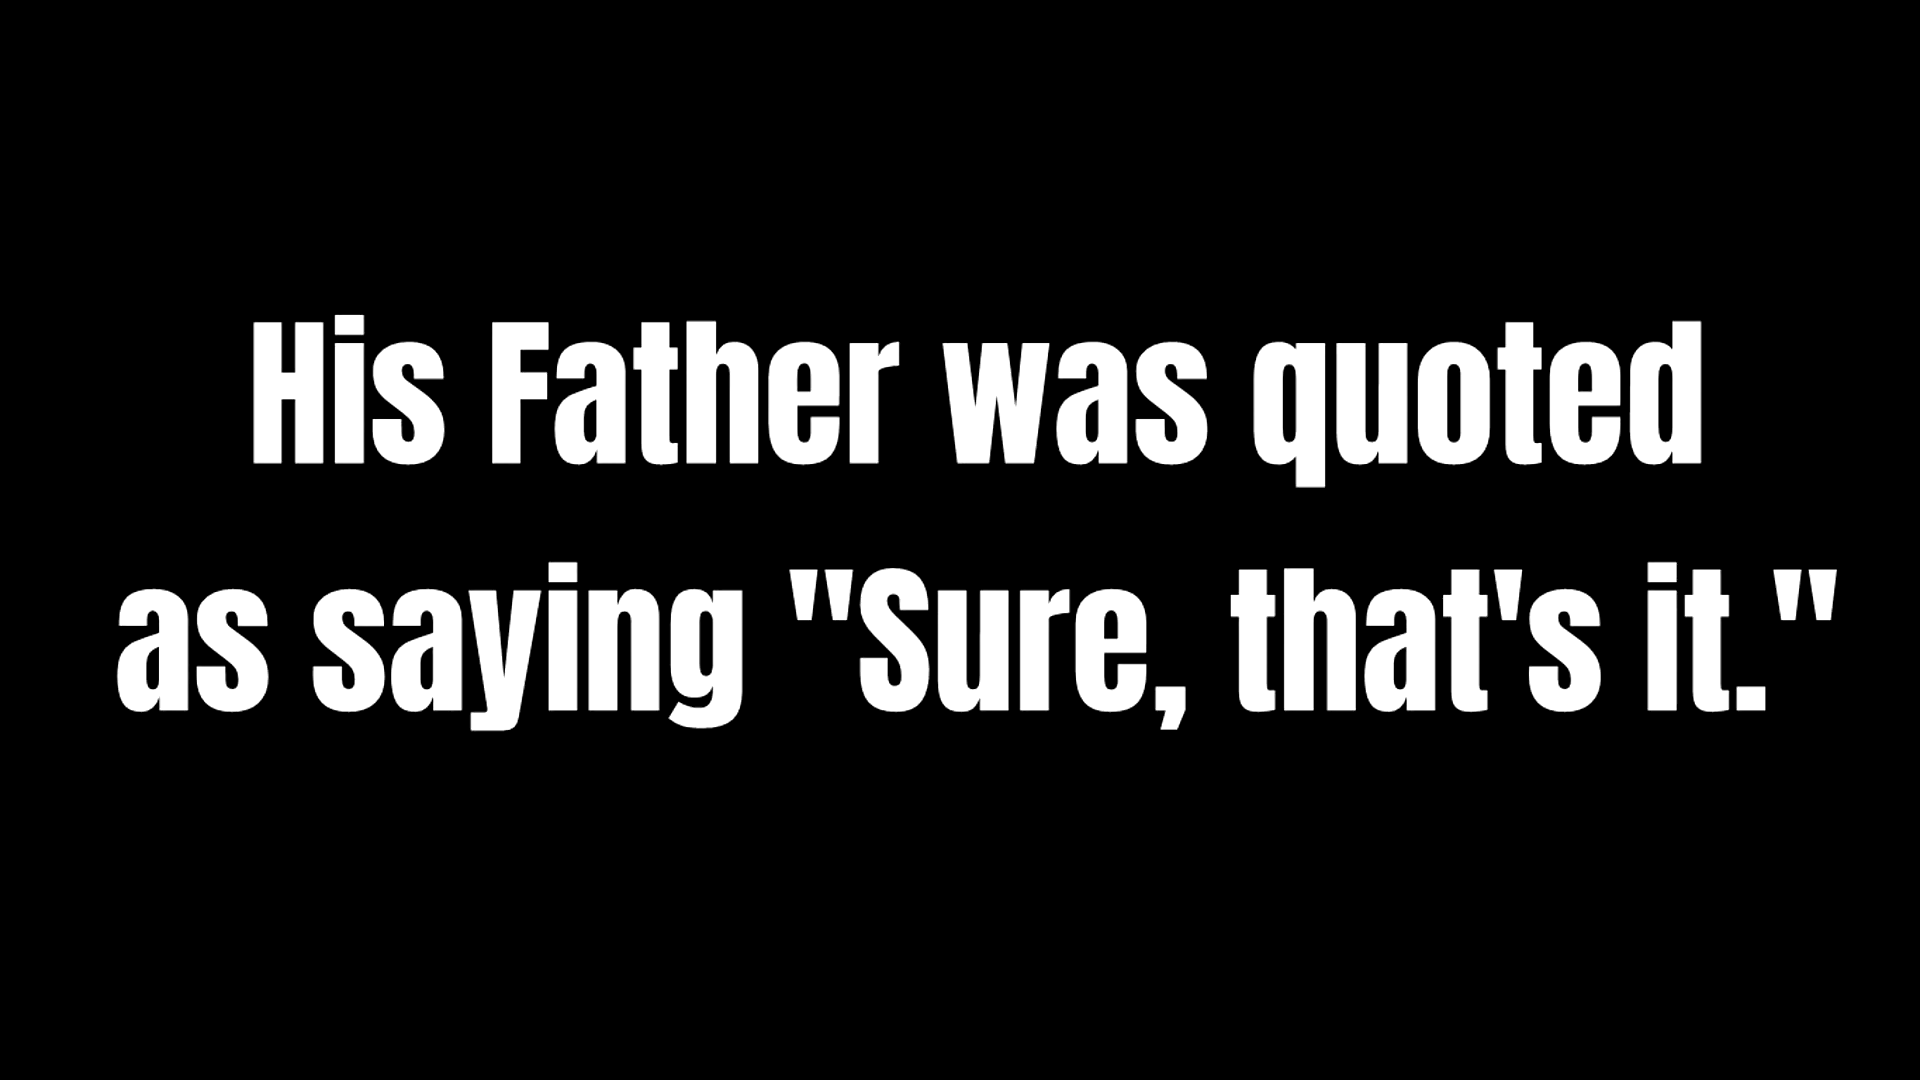 His Father was quoted
as saying "Sure, that's it."